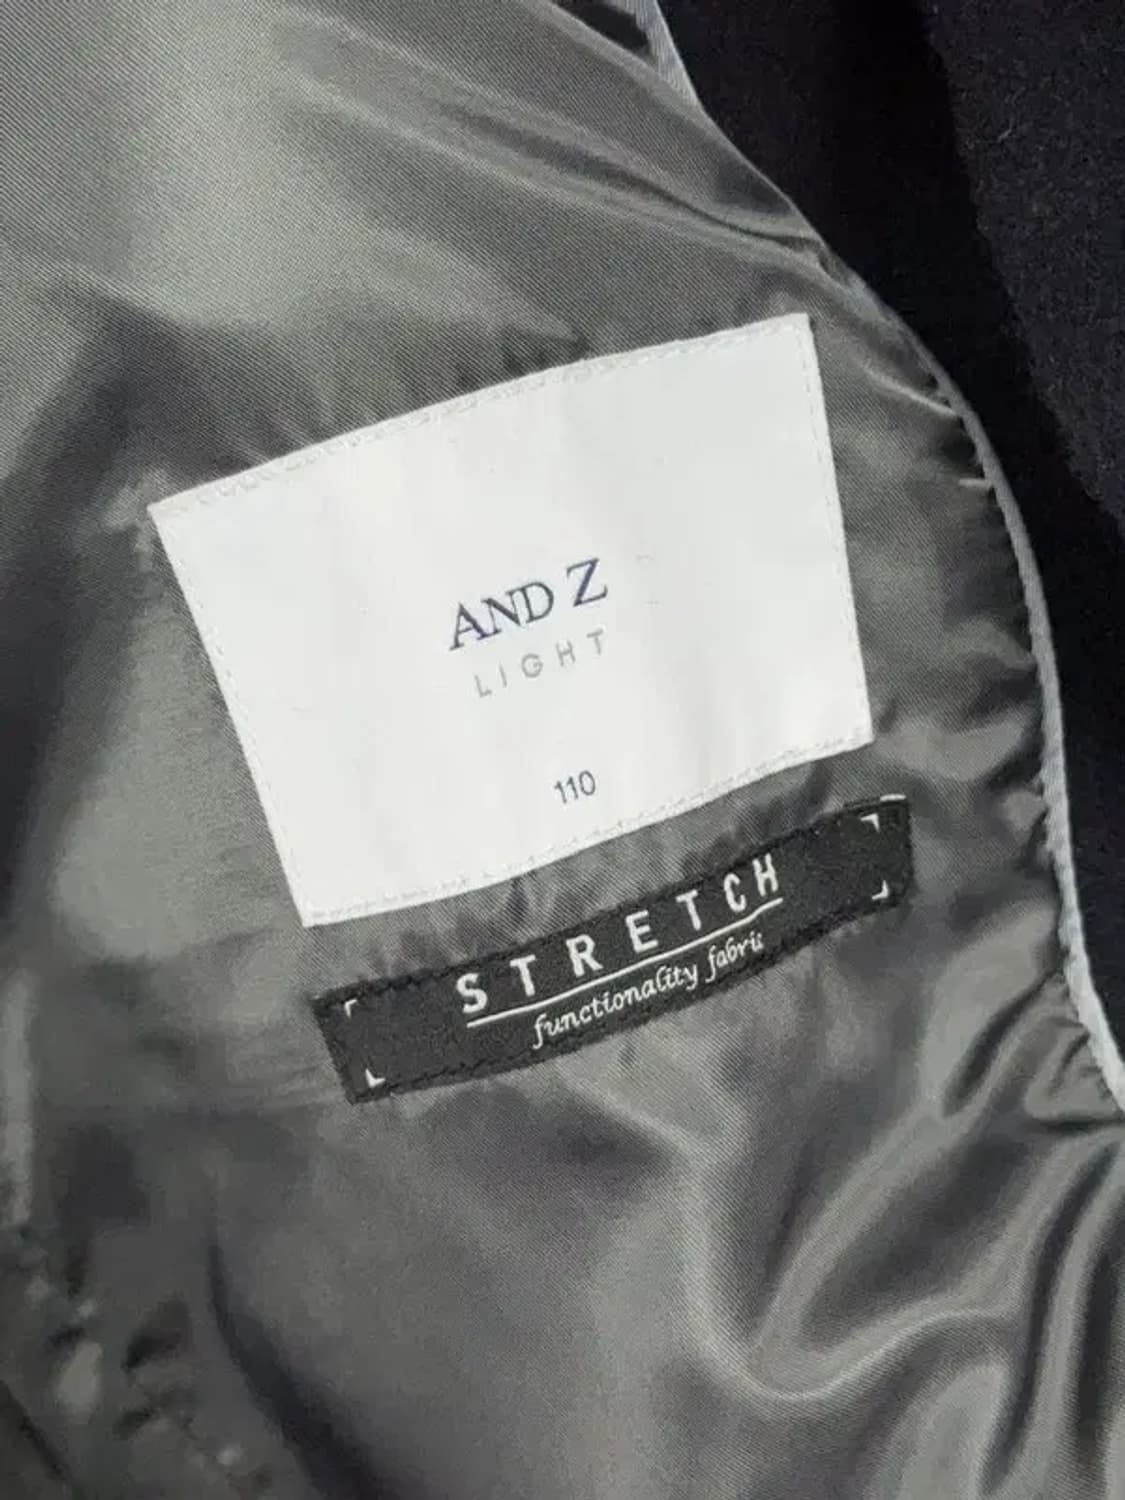 AND Z
LIGHT
110
STRETCH
functionality fabric